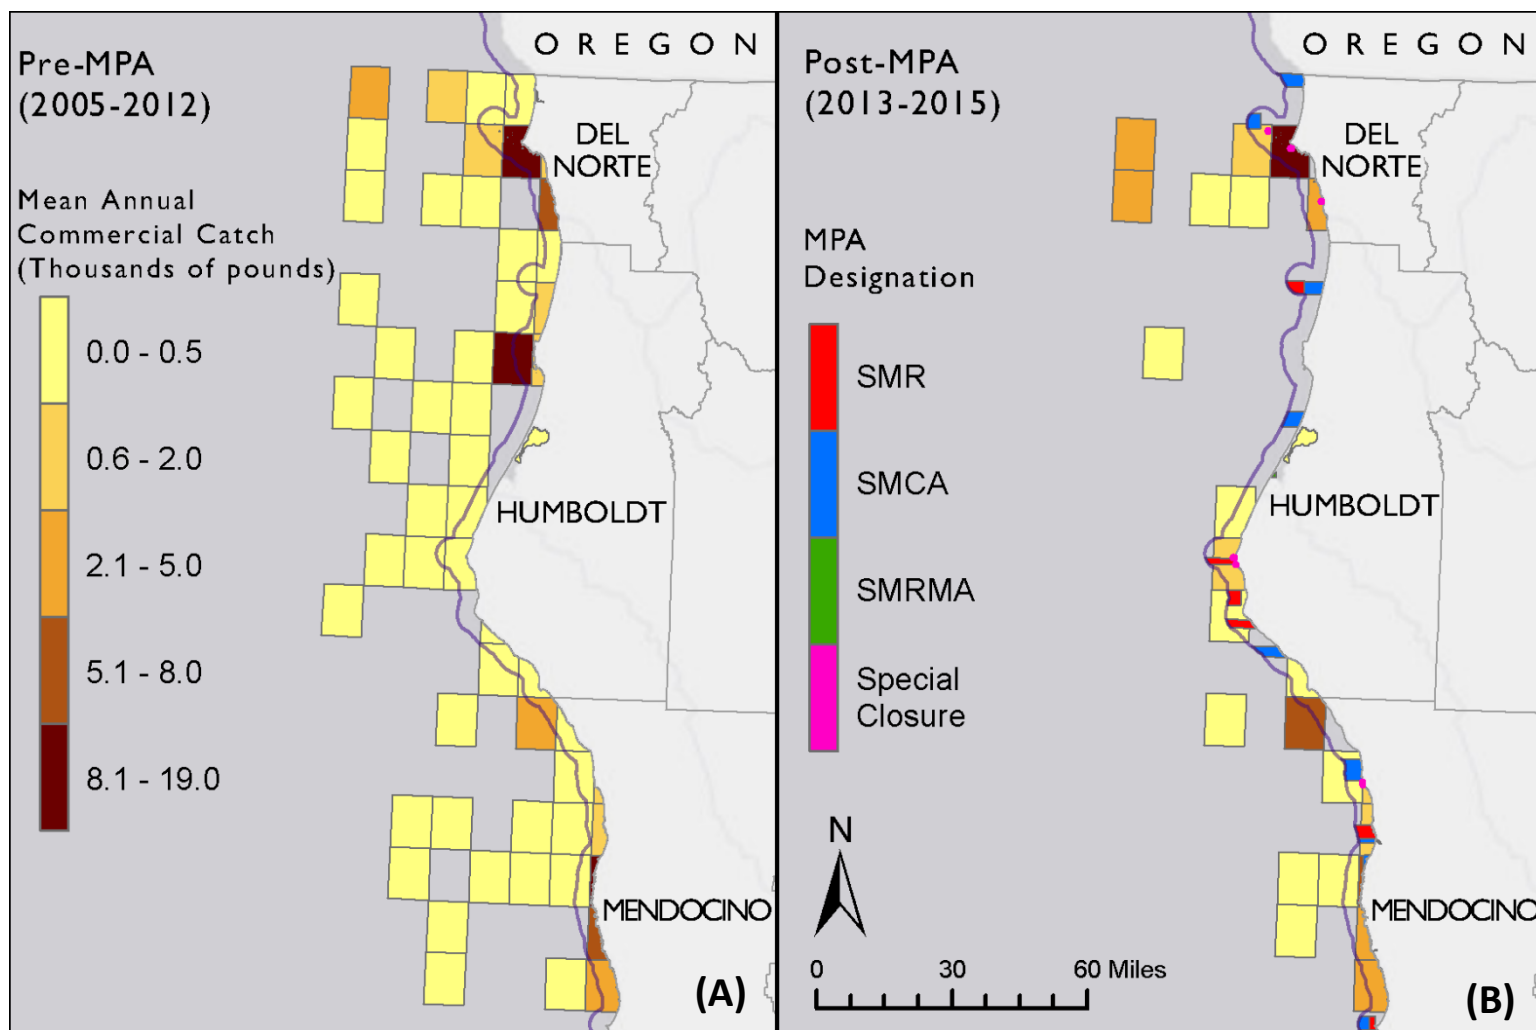 Pre-MPA
(2005-2012)
OREGON
DEL
NORTE
Mean Annual
Commercial Catch
(Thousands of pounds)
0.0 - 0.5
0.6 - 2.0
2.1 - 5.0
5.1 - 8.0
8.1 - 19.0
HUMBOLDT
MENDOCINO
(A)
Post-MPA
(2013-2015)
OREGON
DEL
NORTE
MPA
Designation
SMR
SMCA
SMRMA
Special
Closure
HUMBOLDT
N
MENDOCINO
0 30 60 Miles
(B)